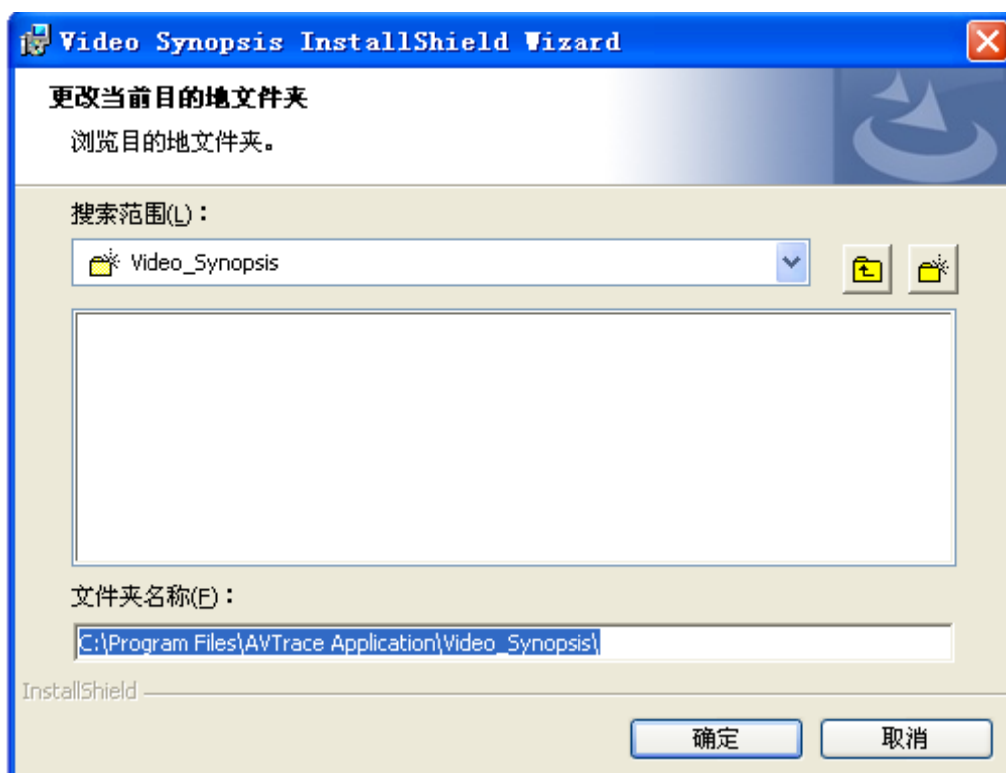 Video Synopsis InstallShield Wizard
更改当前目的地文件夹
浏览目的地文件夹。
搜索范围(L)：
Video_Synopsis
文件夹名称(F)：
C:\Program Files\AVTrace Application\Video_Synopsis\
InstallShield
确定 取消